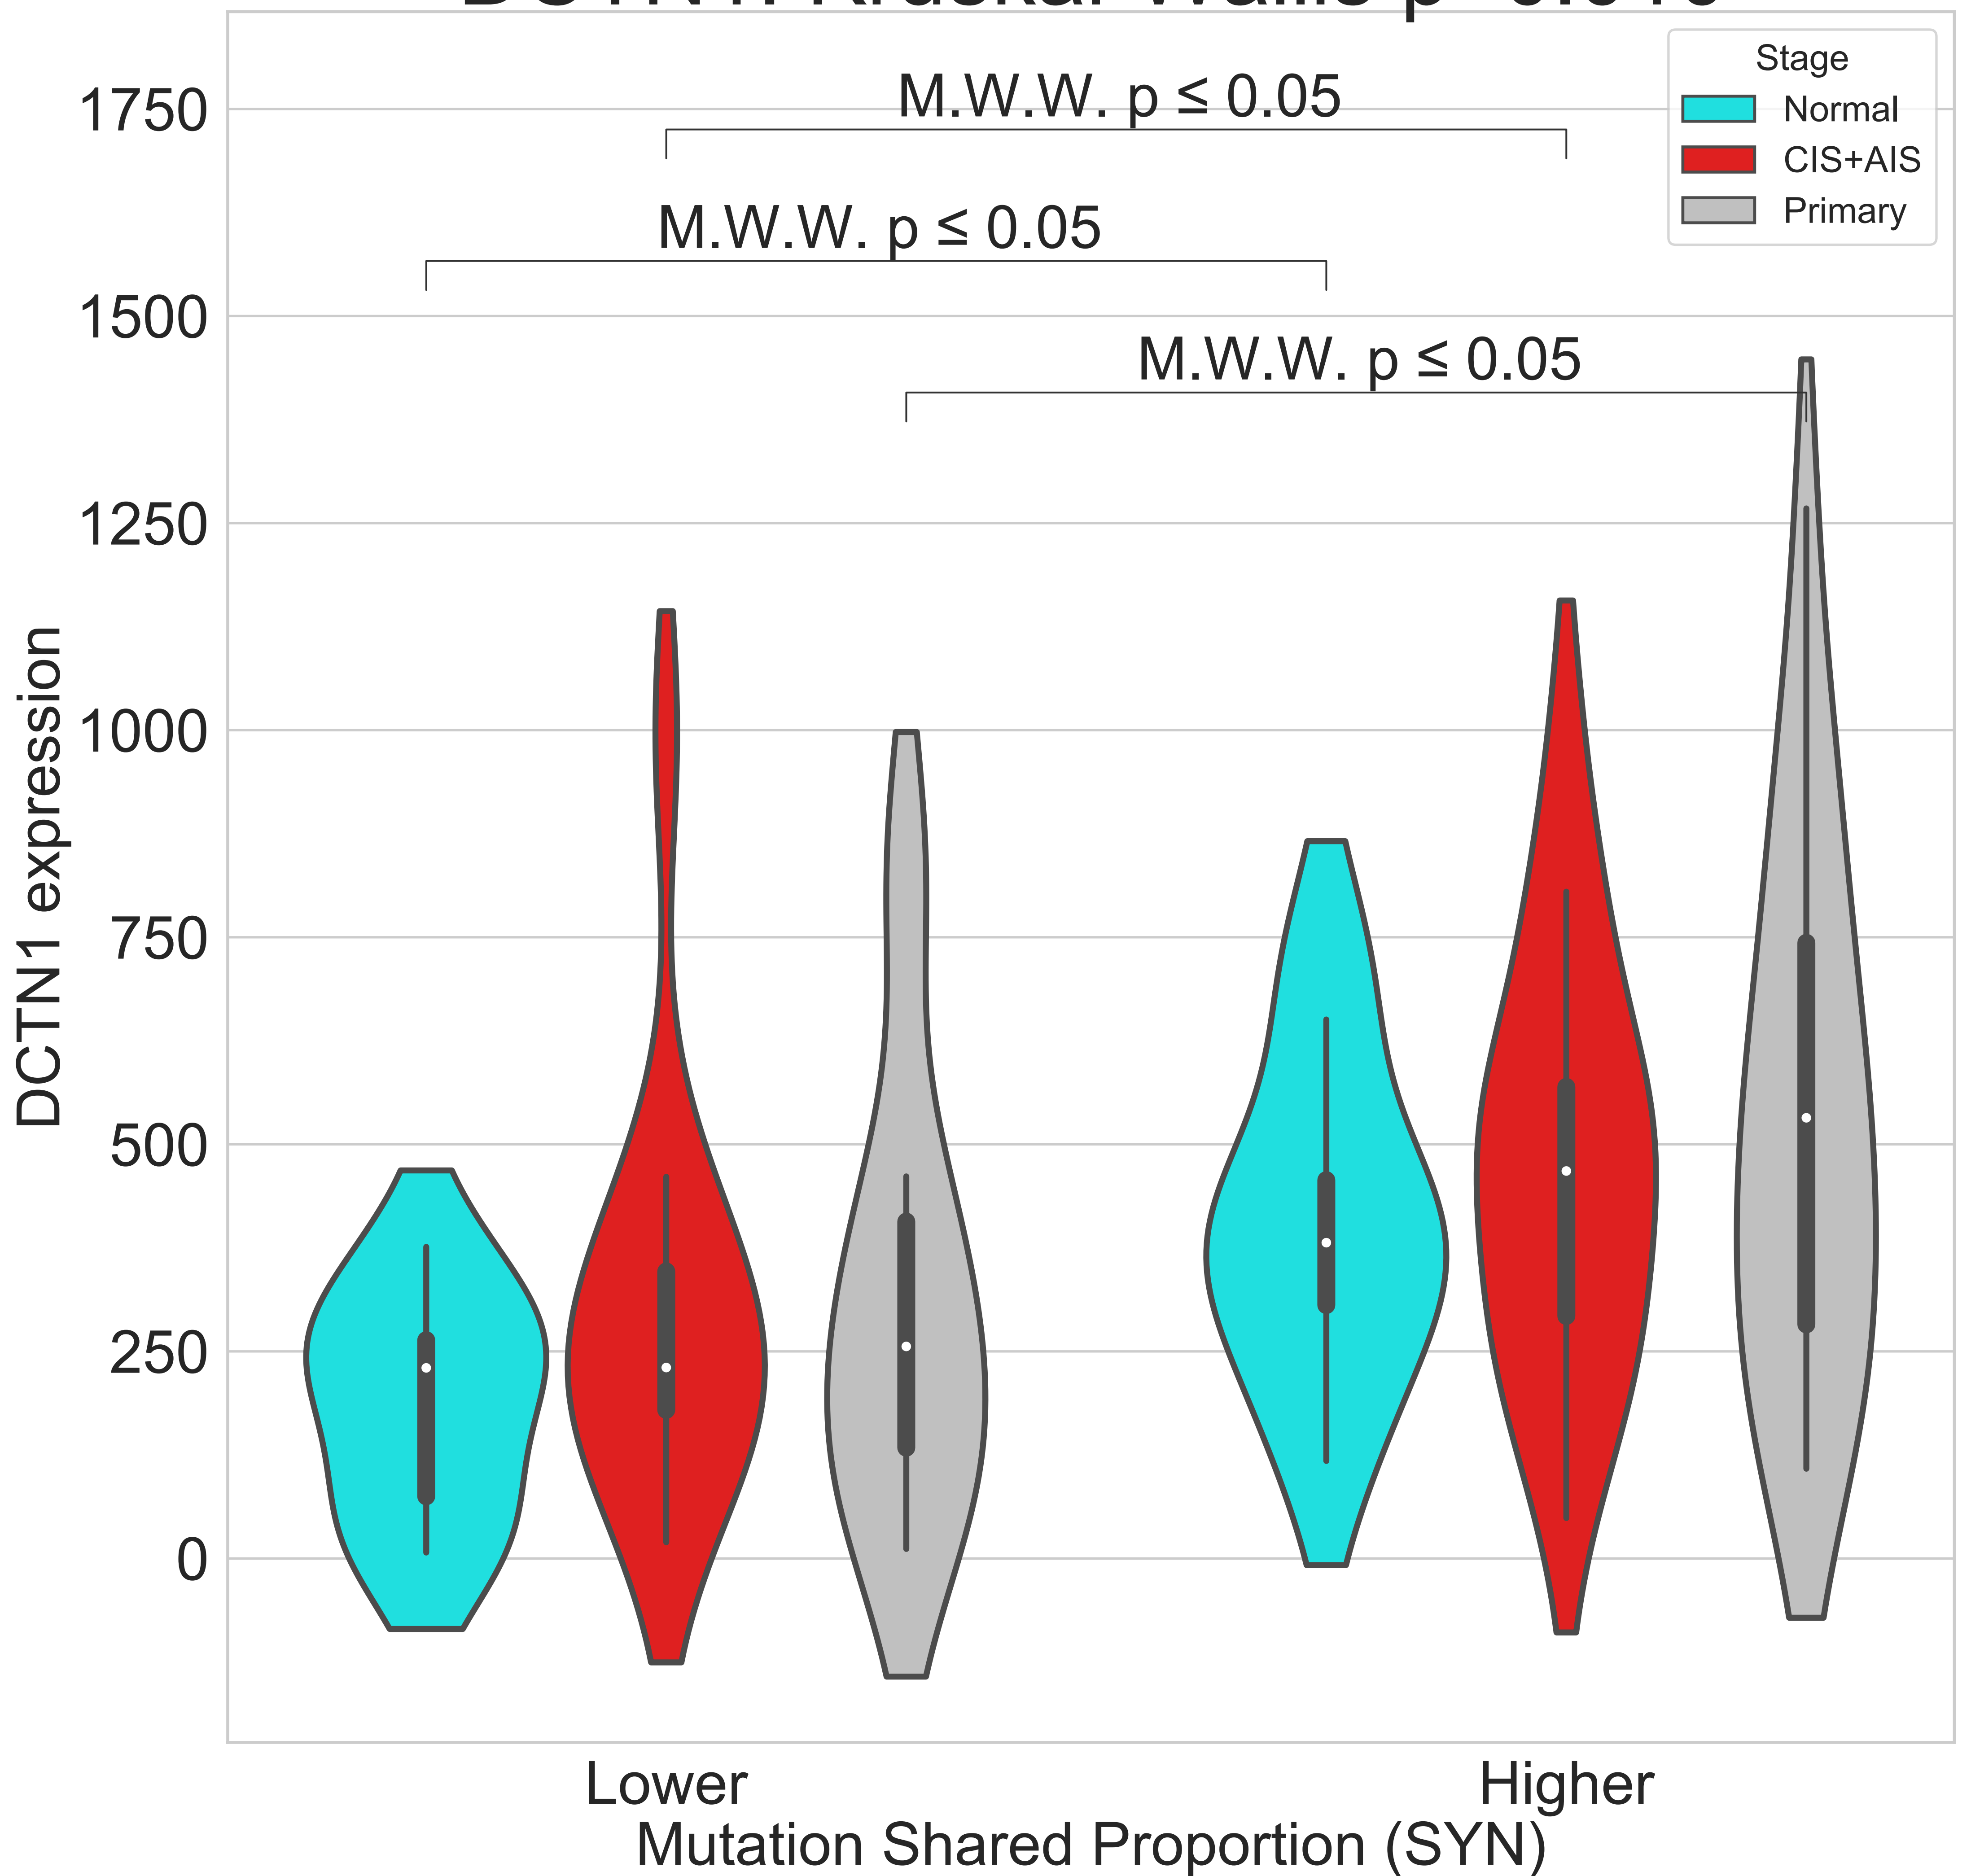 Stage
Normal
CIS+AIS
Primary
M.W.W. p ≤ 0.05
M.W.W. p ≤ 0.05
M.W.W. p ≤ 0.05
1750
1500
1250
1000
750
500
250
0
DCTN1 expression
Lower
Higher
Mutation Shared Proportion (SYN)